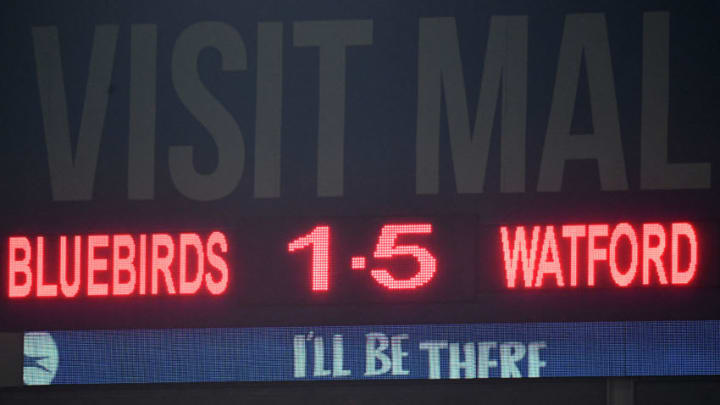 VISIT MAL
BLUEBIRDS 1-5 WATFORD
I'LL BE THERE